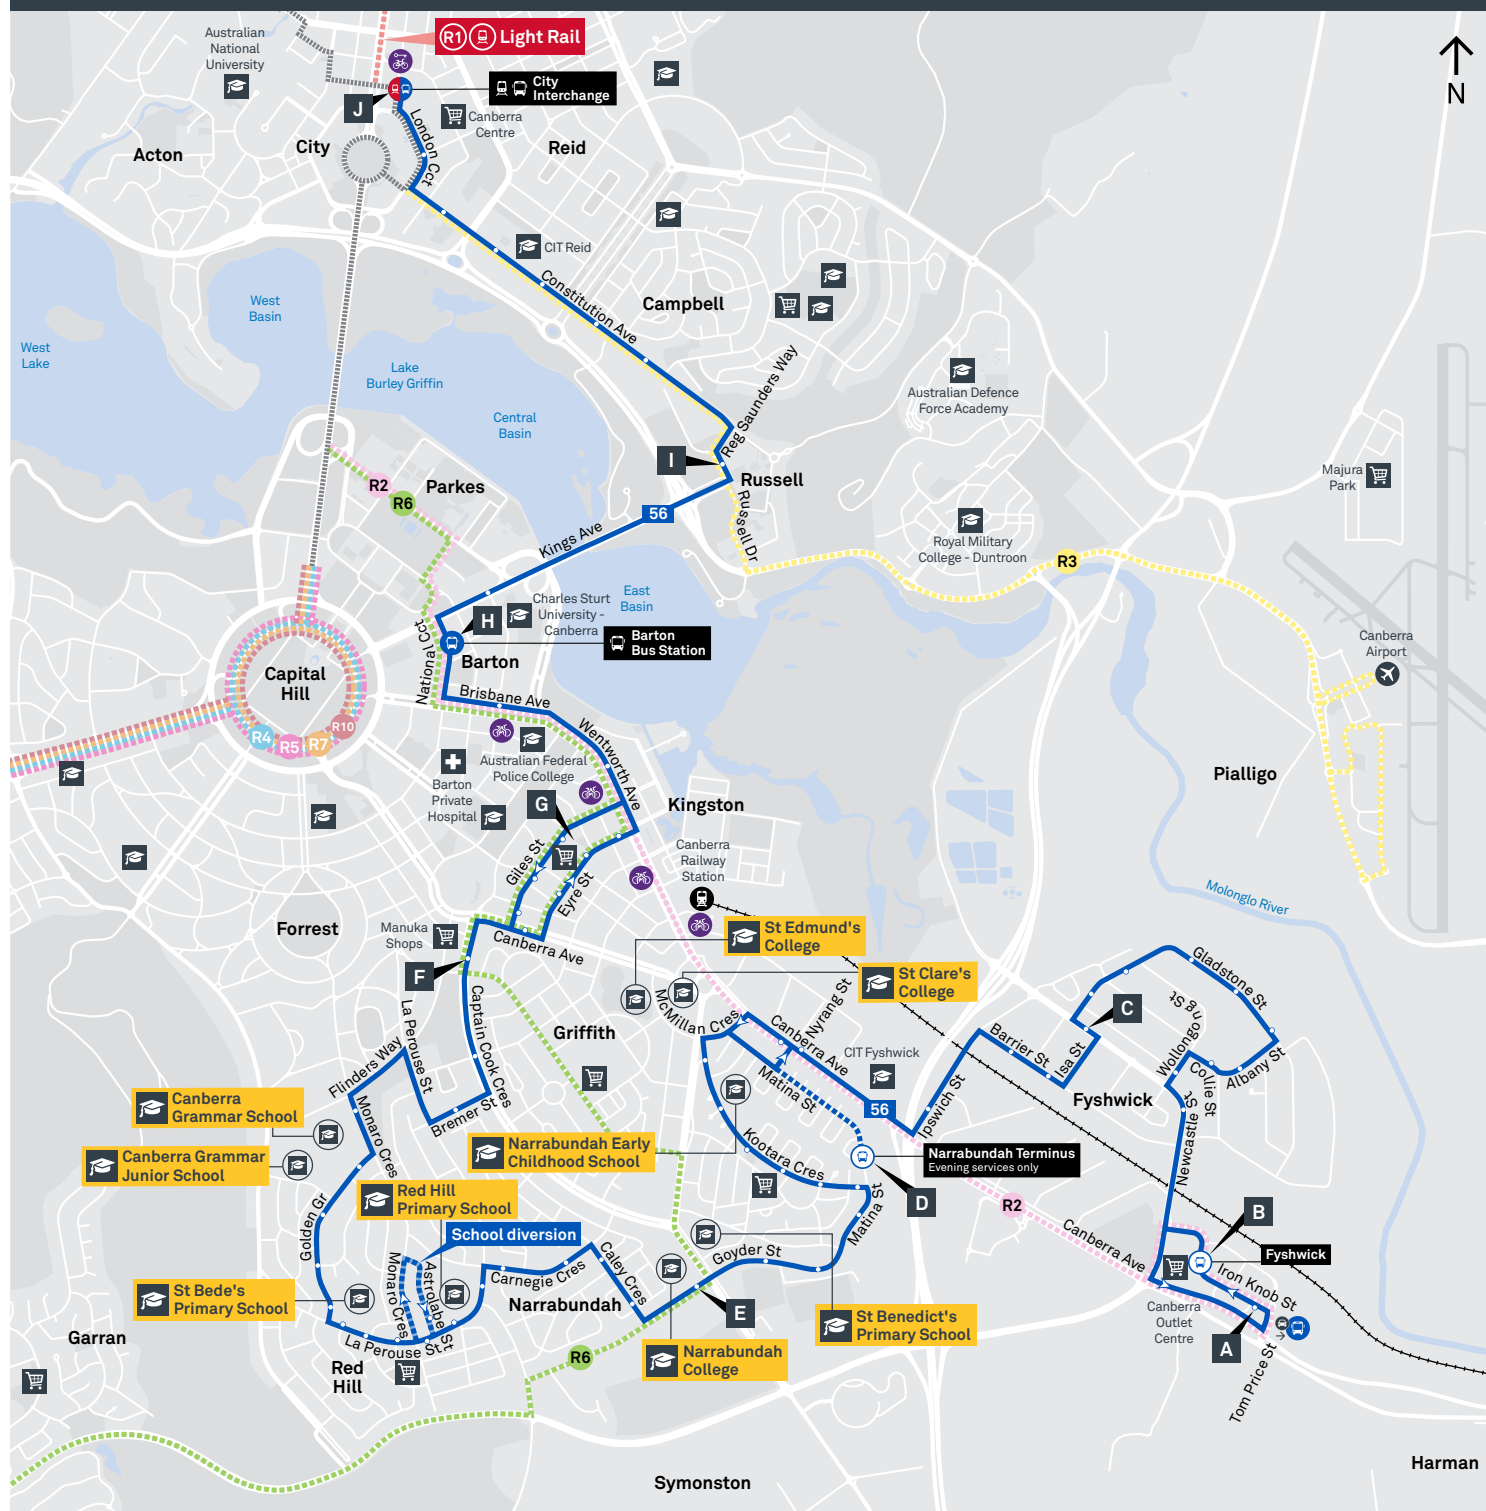 R1 Light Rail
Australian
National
University
N
City
Interchange
J
London Cct
Canberra
Centre
Acton
City
Reid
CIT Reid
Constitution Ave
Campbell
West
Basin
West
Lake
Lake
Burley Griffin
Central
Basin
Reg Saunders Way
Australian Defence
Force Academy
I
Russell
Majura
Park
R2
R6
Parkes
56
Russell Dr
Kings Ave
Royal Military
College - Duntroon
R3
East
Basin
Charles Sturt
University -
Canberra
H
National Cct
Barton
Bus Station
Barton
Canberra
Airport
Capital
Hill
Brisbane Ave
R4
R5
R7
R10
Wentworth Ave
Australian Federal
Police College
Barton
Private
Hospital
Pialligo
G
Kingston
Giles St
Eyre St
Canberra
Railway
Station
Molonglo River
Forrest
Manuka
Shops
Canberra Ave
St Edmund's
College
F
St Clare's
College
Gladstone St
C
Wollongong St
La Perouse St
Captain Cook Cres
McMillan Cres
Nyrang St
Griffith
Canberra Ave
CIT Fyshwick
Barrier St
Isa St
Flinders Way
Matina St
Collie St
Albany St
Canberra
Grammar School
Monaro Cres
Bremer St
56
Ipswich St
Fyshwick
Newcastle St
Narrabundah Early
Childhood School
Kootara Cres
Narrabundah Terminus
Evening services only
Canberra Grammar
Junior School
Red Hill
Primary School
D
R2
B
Golden Gr
School diversion
Matina St
Canberra Ave
Fyshwick
Monaro Cres
Astrolabe St
Carnegie Cres
Caley Cres
Goyder St
Iron Knob St
St Bede's
Primary School
Narrabundah
E
St Benedict's
Primary School
Canberra
Outlet
Centre
A
Garran
La Perouse St
R6
Narrabundah
College
Red
Hill
Tom Price St
Symonston
Harman